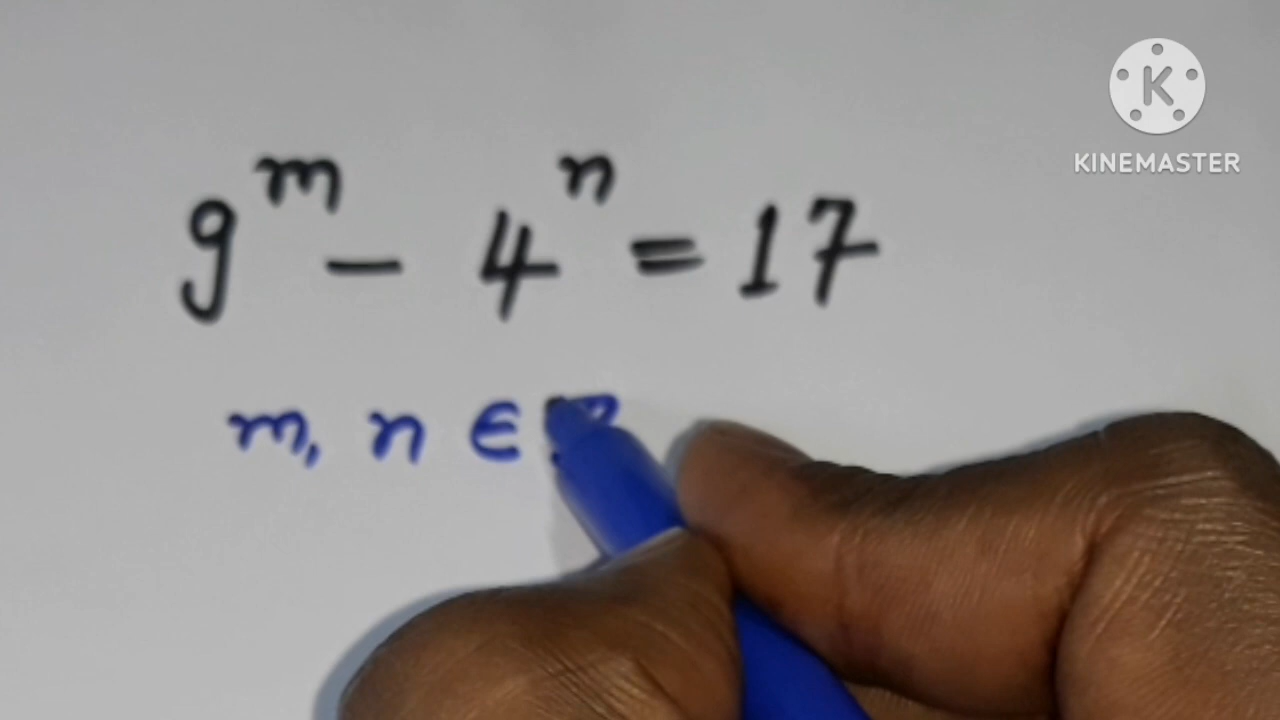 9^m - 4^n = 17
m, n ∈
KINEMASTER